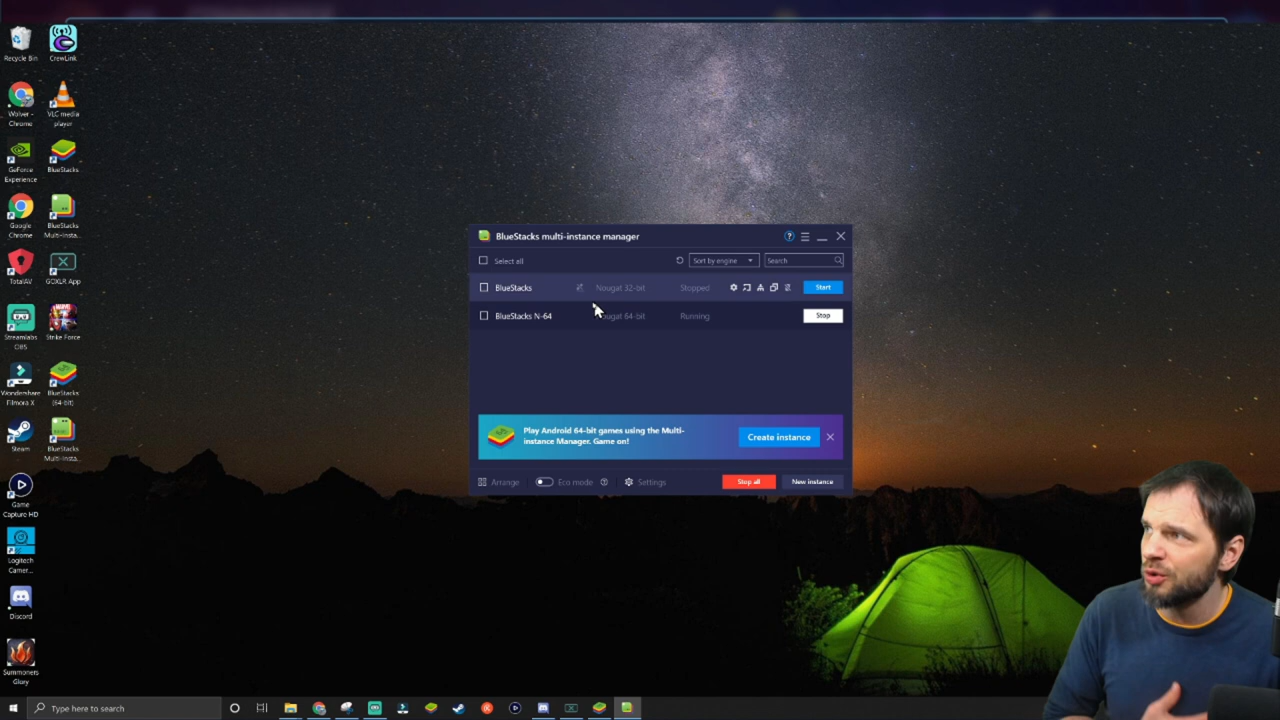 Recycle Bin
CrewLink
Wolver -
Chrome
VLC media
player
GeForce
Experience
BlueStacks
Google
Chrome
BlueStacks
Multi-Insta...
TotalAV
GOXLR App
Streamlabs
OBS
Strike Force
Wondershare
Filmora X
BlueStacks
(64-bit)
Steam
BlueStacks
Multi-Insta...
Game
Capture HD
Logitech
Camer...
Discord
Summoners
Glory
BlueStacks multi-instance manager
?
Select all
Sort by engine
Search
BlueStacks
Nougat 32-bit
Stopped
Start
BlueStacks N-64
Nougat 64-bit
Running
Stop
Play Android 64-bit games using the Multi-
instance Manager. Game on!
Create instance
Arrange
Eco mode
?
Settings
Stop all
New instance
Type here to search